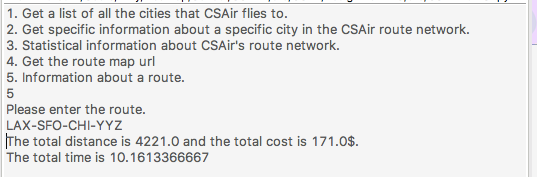 1. Get a list of all the cities that CSAir flies to.
2. Get specific information about a specific city in the CSAir route network.
3. Statistical information about CSAir's route network.
4. Get the route map url
5. Information about a route.
5
Please enter the route.
LAX-SFO-CHI-YYZ
The total distance is 4221.0 and the total cost is 171.0$.
The total time is 10.1613366667